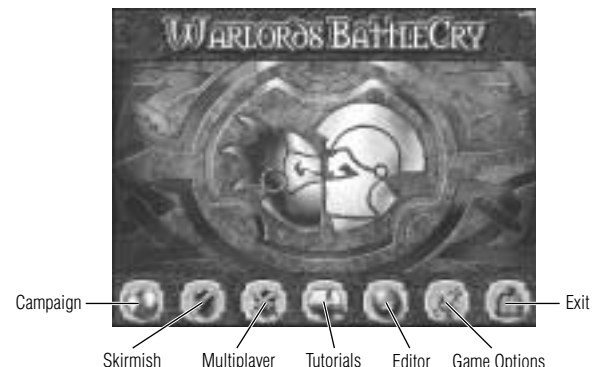 WARLORDS BATTLECRY
Campaign
Exit
Skirmish
Multiplayer
Tutorials
Editor
Game Options